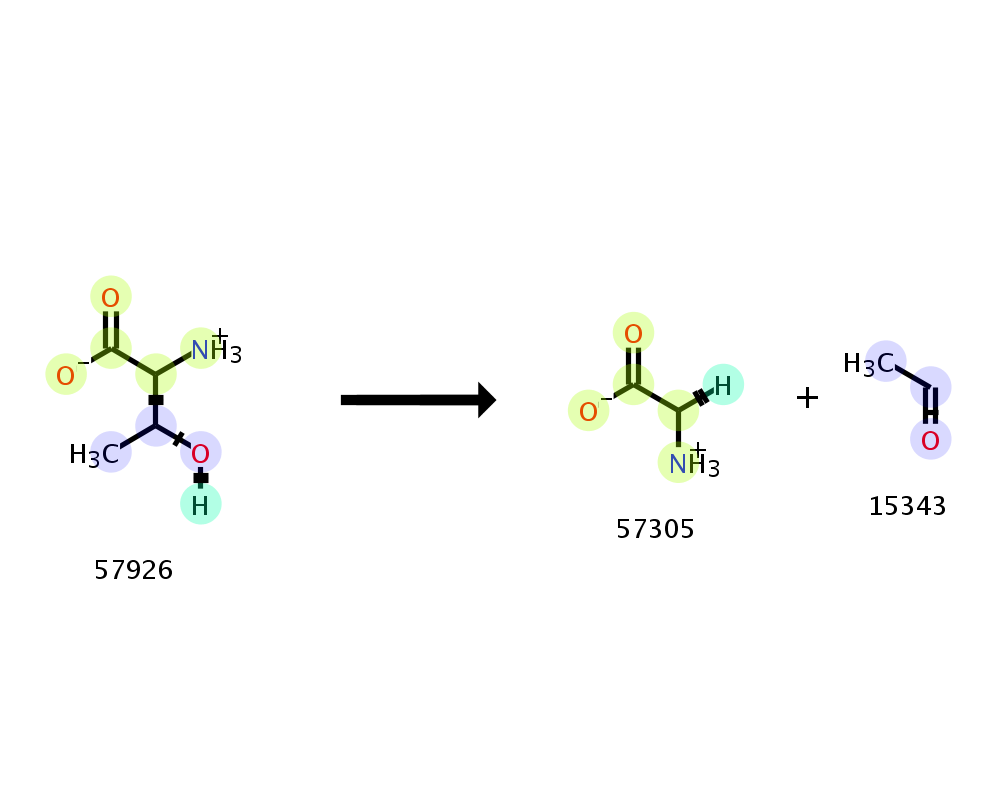 O
O⁻ NH₃⁺
H₃C O
H
57926
O
O⁻ H
NH₃⁺
57305
+
H₃C
O
15343